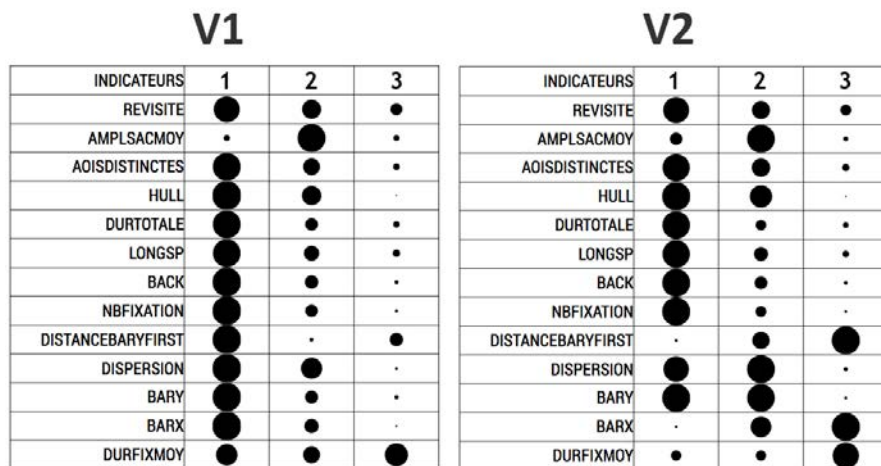 V1
INDICATEURS 1 2 3
REVISITE
AMPLSACMOY
AOISDISTINCTES
HULL
DURTOTALE
LONGSP
BACK
NBFIXATION
DISTANCEBARYFIRST
DISPERSION
BARY
BARX
DURFIXMOY
V2
INDICATEURS 1 2 3
REVISITE
AMPLSACMOY
AOISDISTINCTES
HULL
DURTOTALE
LONGSP
BACK
NBFIXATION
DISTANCEBARYFIRST
DISPERSION
BARY
BARX
DURFIXMOY